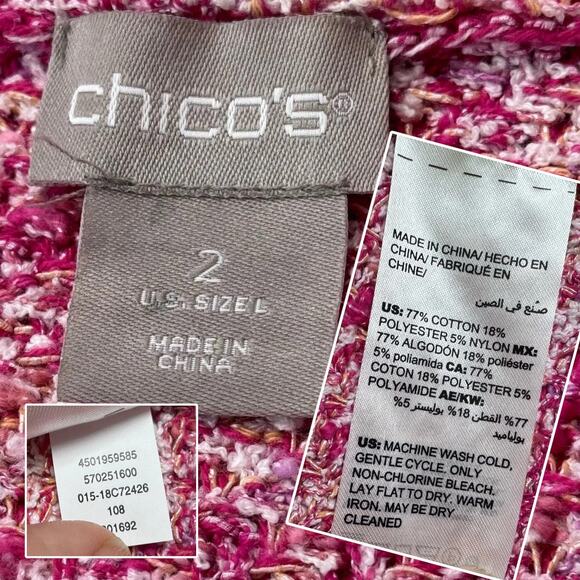 chico's®
2
U.S. SIZE L
MADE IN
CHINA
MADE IN CHINA/ HECHO EN
CHINA/ FABRIQUÉ EN
CHINE/
صنع في الصين
US: 77% COTTON 18%
POLYESTER 5% NYLON MX:
77% ALGODÓN 18% poliéster
5% poliamida CA: 77%
COTON 18% POLYESTER 5%
POLYAMIDE AE/KW:
77% القطن 18% بوليستر 5%
بولياميد
US: MACHINE WASH COLD,
GENTLE CYCLE. ONLY
NON-CHLORINE BLEACH.
LAY FLAT TO DRY. WARM
IRON. MAY BE DRY
CLEANED
4501959585
570251600
015-18C72426
108
01692